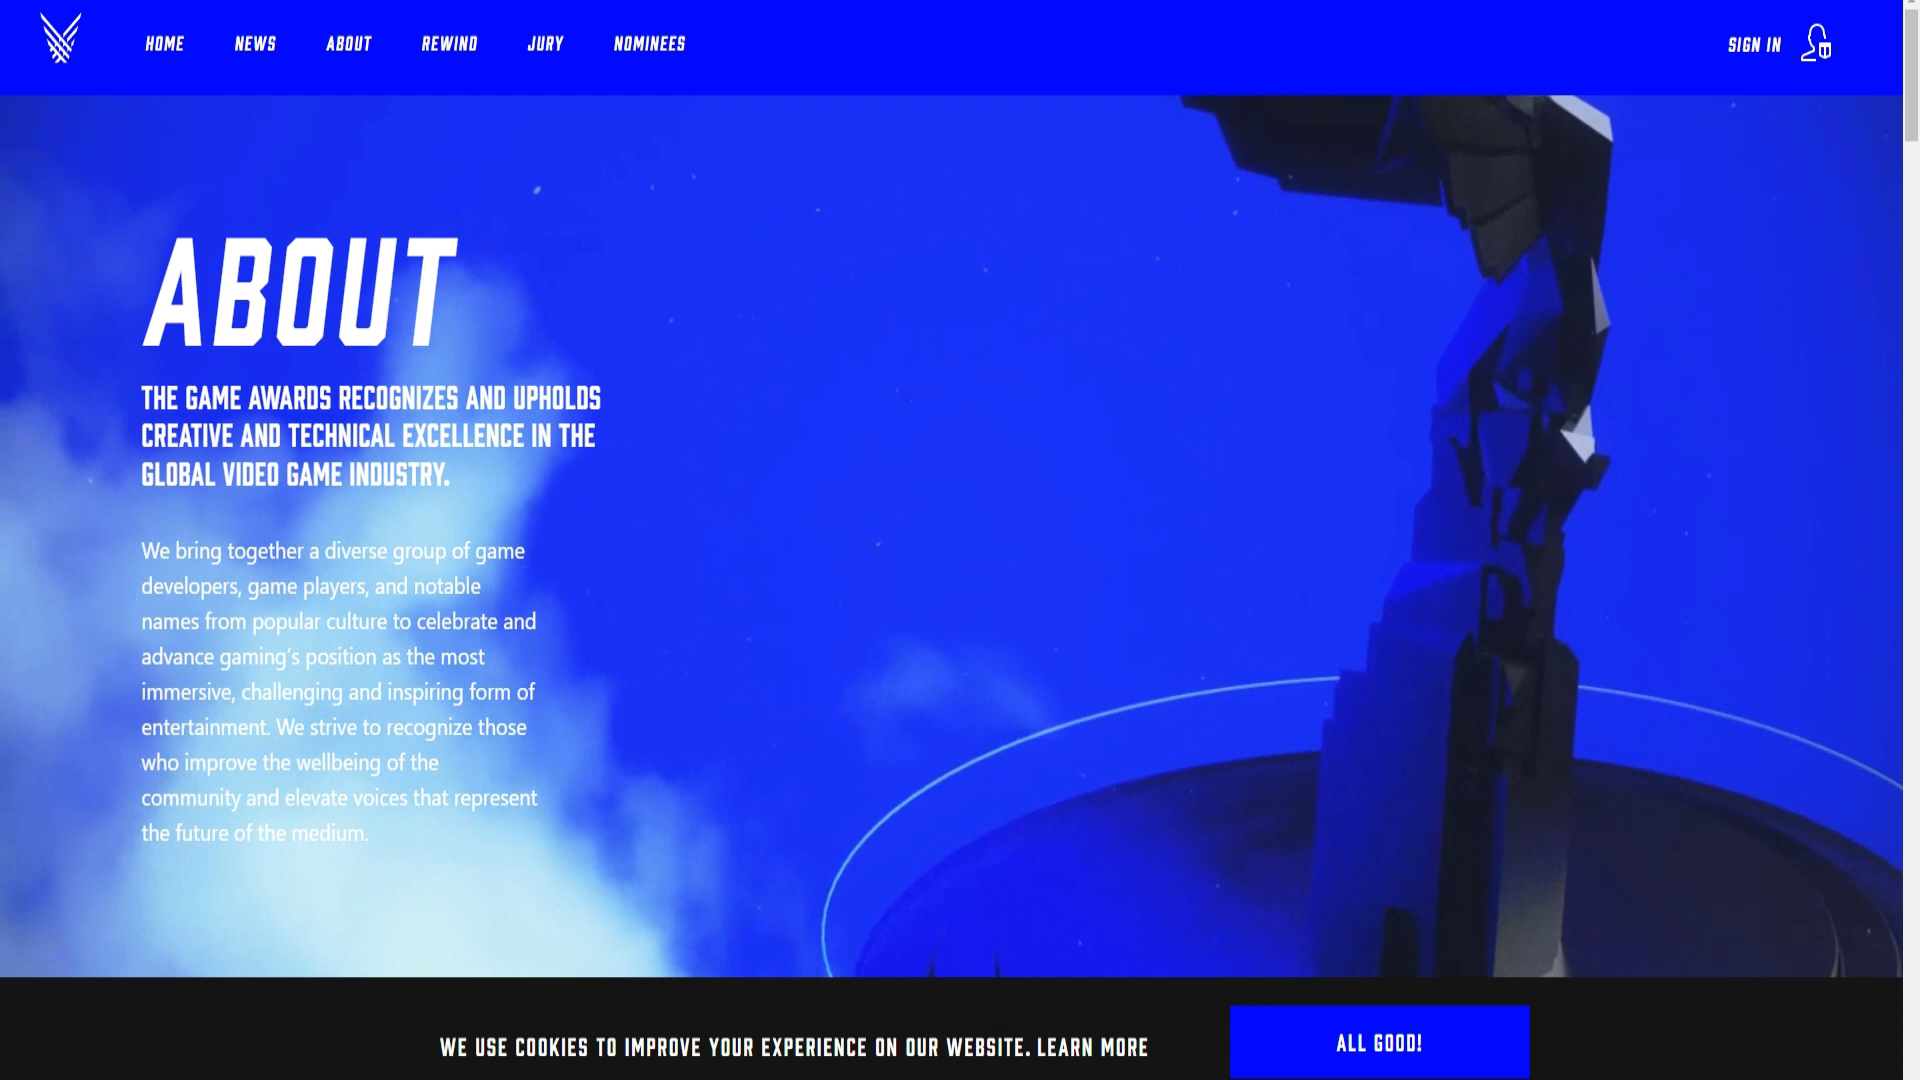 HOME NEWS ABOUT REWIND JURY NOMINEES SIGN IN
ABOUT
THE GAME AWARDS RECOGNIZES AND UPHOLDS
CREATIVE AND TECHNICAL EXCELLENCE IN THE
GLOBAL VIDEO GAME INDUSTRY.
We bring together a diverse group of game
developers, game players, and notable
names from popular culture to celebrate and
advance gaming's position as the most
immersive, challenging and inspiring form of
entertainment. We strive to recognize those
who improve the wellbeing of the
community and elevate voices that represent
the future of the medium.
WE USE COOKIES TO IMPROVE YOUR EXPERIENCE ON OUR WEBSITE. LEARN MORE
ALL GOOD!